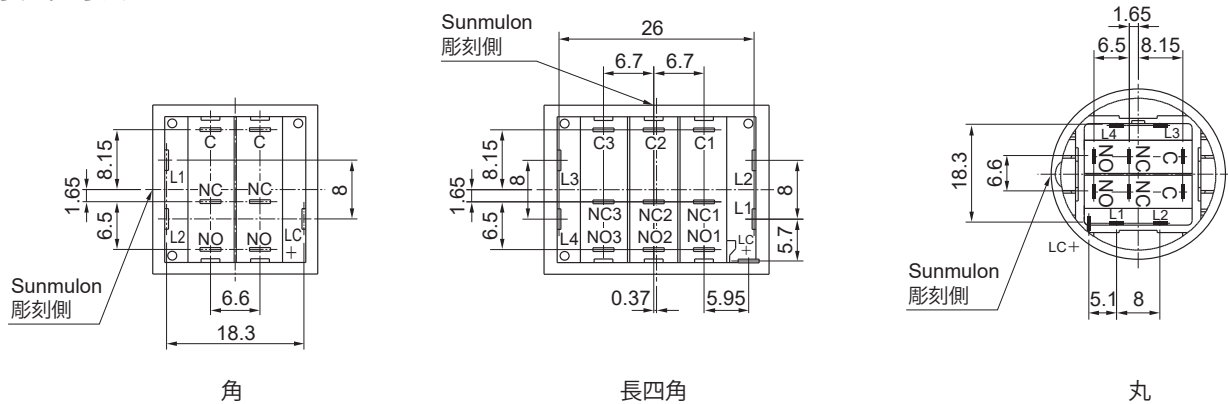 Sunmulon
彫刻側
26
6.7
6.7
C3
C2
C1
8.15
1.65
6.5
8
L3
L2
L1
NC3
NC2
NC1
L4
NO3
NO2
NO1
LC
+
8
5.7
0.37
5.95
長四角
C
C
8.15
1.65
6.5
L1
NC
NC
8
L2
NO
NO
LC
+
Sunmulon
彫刻側
6.6
18.3
角
1.65
6.5
8.15
L4
L3
18.3
6.6
NO
NC
C
NO
NC
C
L1
L2
LC+
Sunmulon
彫刻側
5.1
8
丸